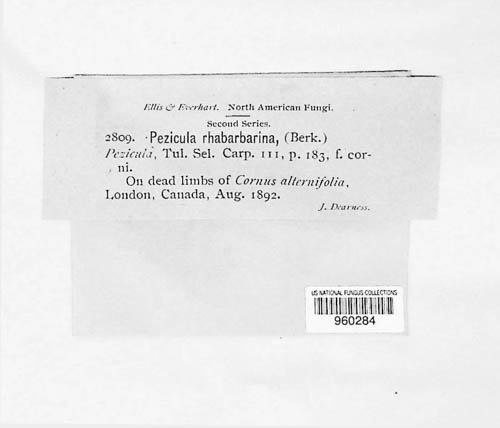 Ellis & Everhart. North American Fungi.
Second Series.
2809. Pezicula rhabarbarina, (Berk.)
Pezicula, Tul. Sel. Carp. III, p. 183, f. cor-
ni.
On dead limbs of Cornus alternifolia,
London, Canada, Aug. 1892.
J. Dearness.
US NATIONAL FUNGUS COLLECTIONS
960284